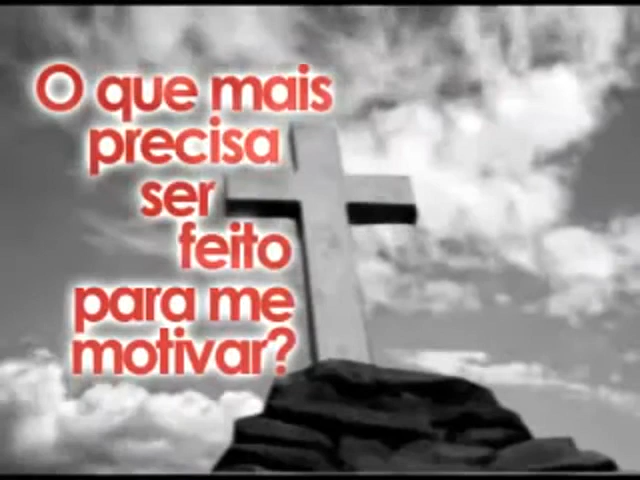 O que mais
precisa
ser
feito
para me
motivar?